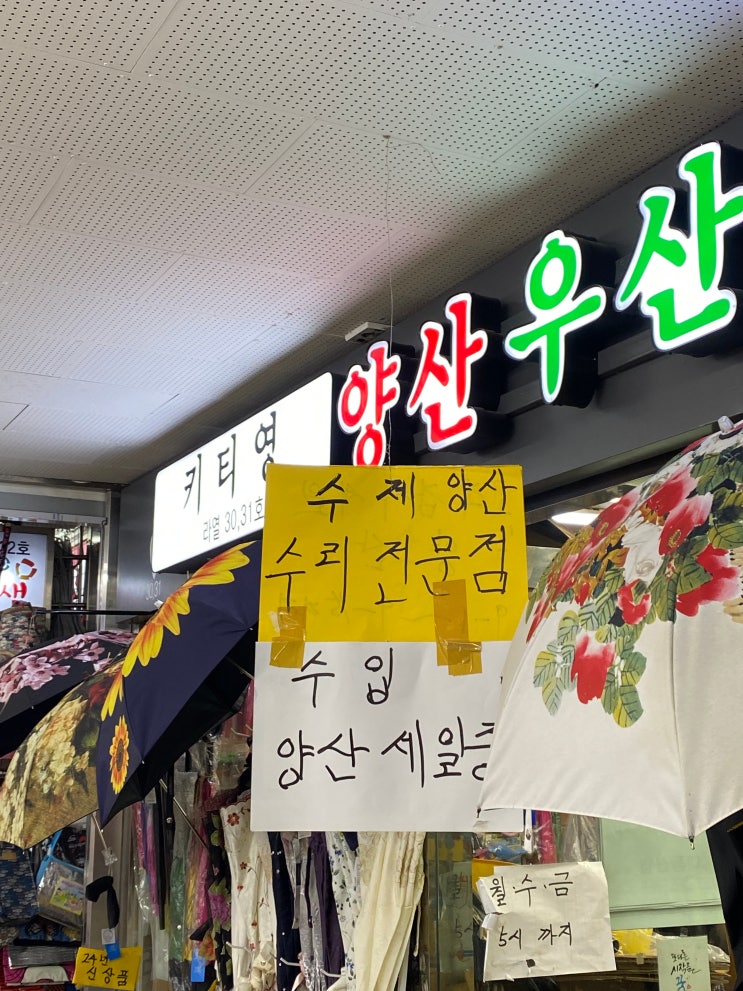 양산우산
키티영
라열 30,31호
수제양산
수리 전문점
수입
양산 세일중
월·수·금
5시 까지
24년
신상품